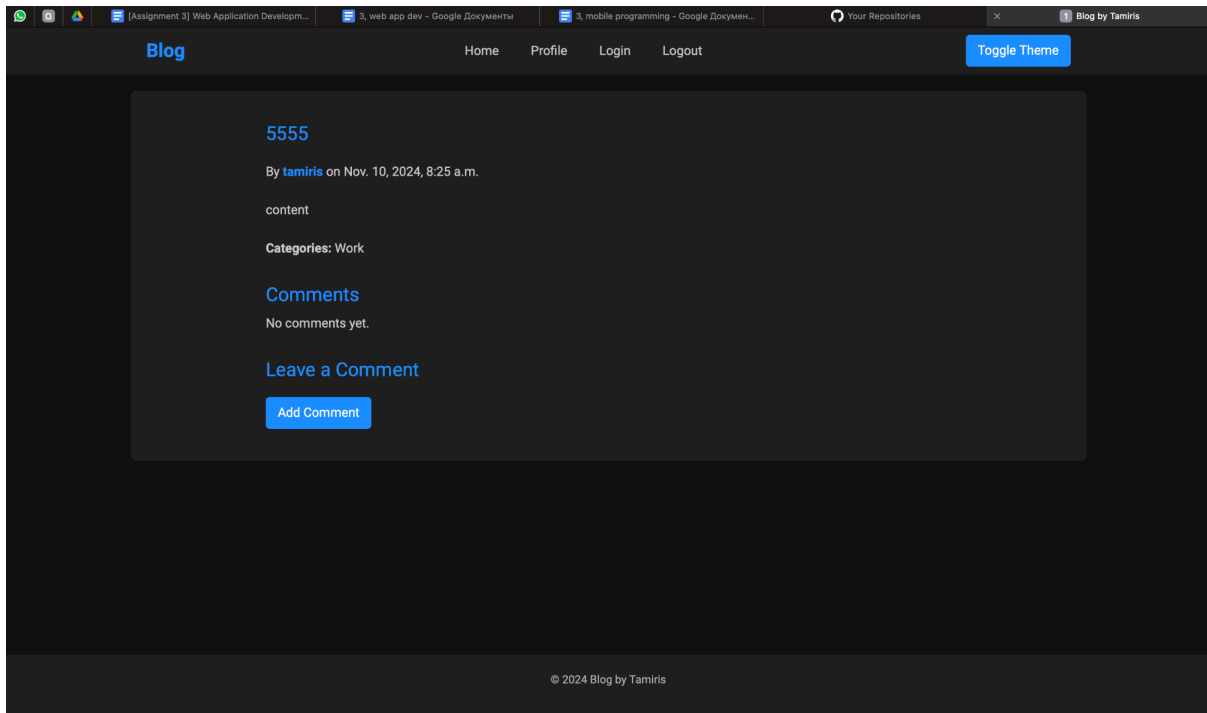 [Assignment 3] Web Application Developm...
3, web app dev - Google Документы
3, mobile programming - Google Докумен...
Your Repositories
1 Blog by Tamiris
Blog
Home Profile Login Logout
Toggle Theme
5555
By tamiris on Nov. 10, 2024, 8:25 a.m.
content
Categories: Work
Comments
No comments yet.
Leave a Comment
Add Comment
© 2024 Blog by Tamiris